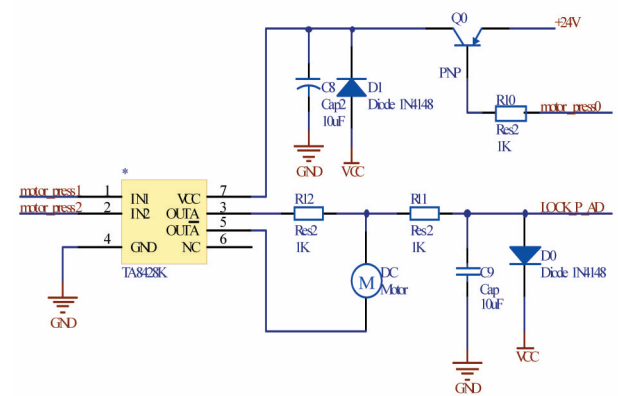 Q0
+24V
PNP
C8
Cap2
10uF
D1
Diode 1N4148
R10
Res2
1K
motor_press0
GND
VCC
*
motor_press1
motor_press2
1
2
4
IN1
IN2
GND
VCC
OUTA
OUTA
NC
7
3
5
6
TA8428K
GND
R12
Res2
1K
R11
Res2
1K
LOCK_P_AD
M
DC
Motor
C9
Cap
10uF
D0
Diode 1N4148
GND
VCC